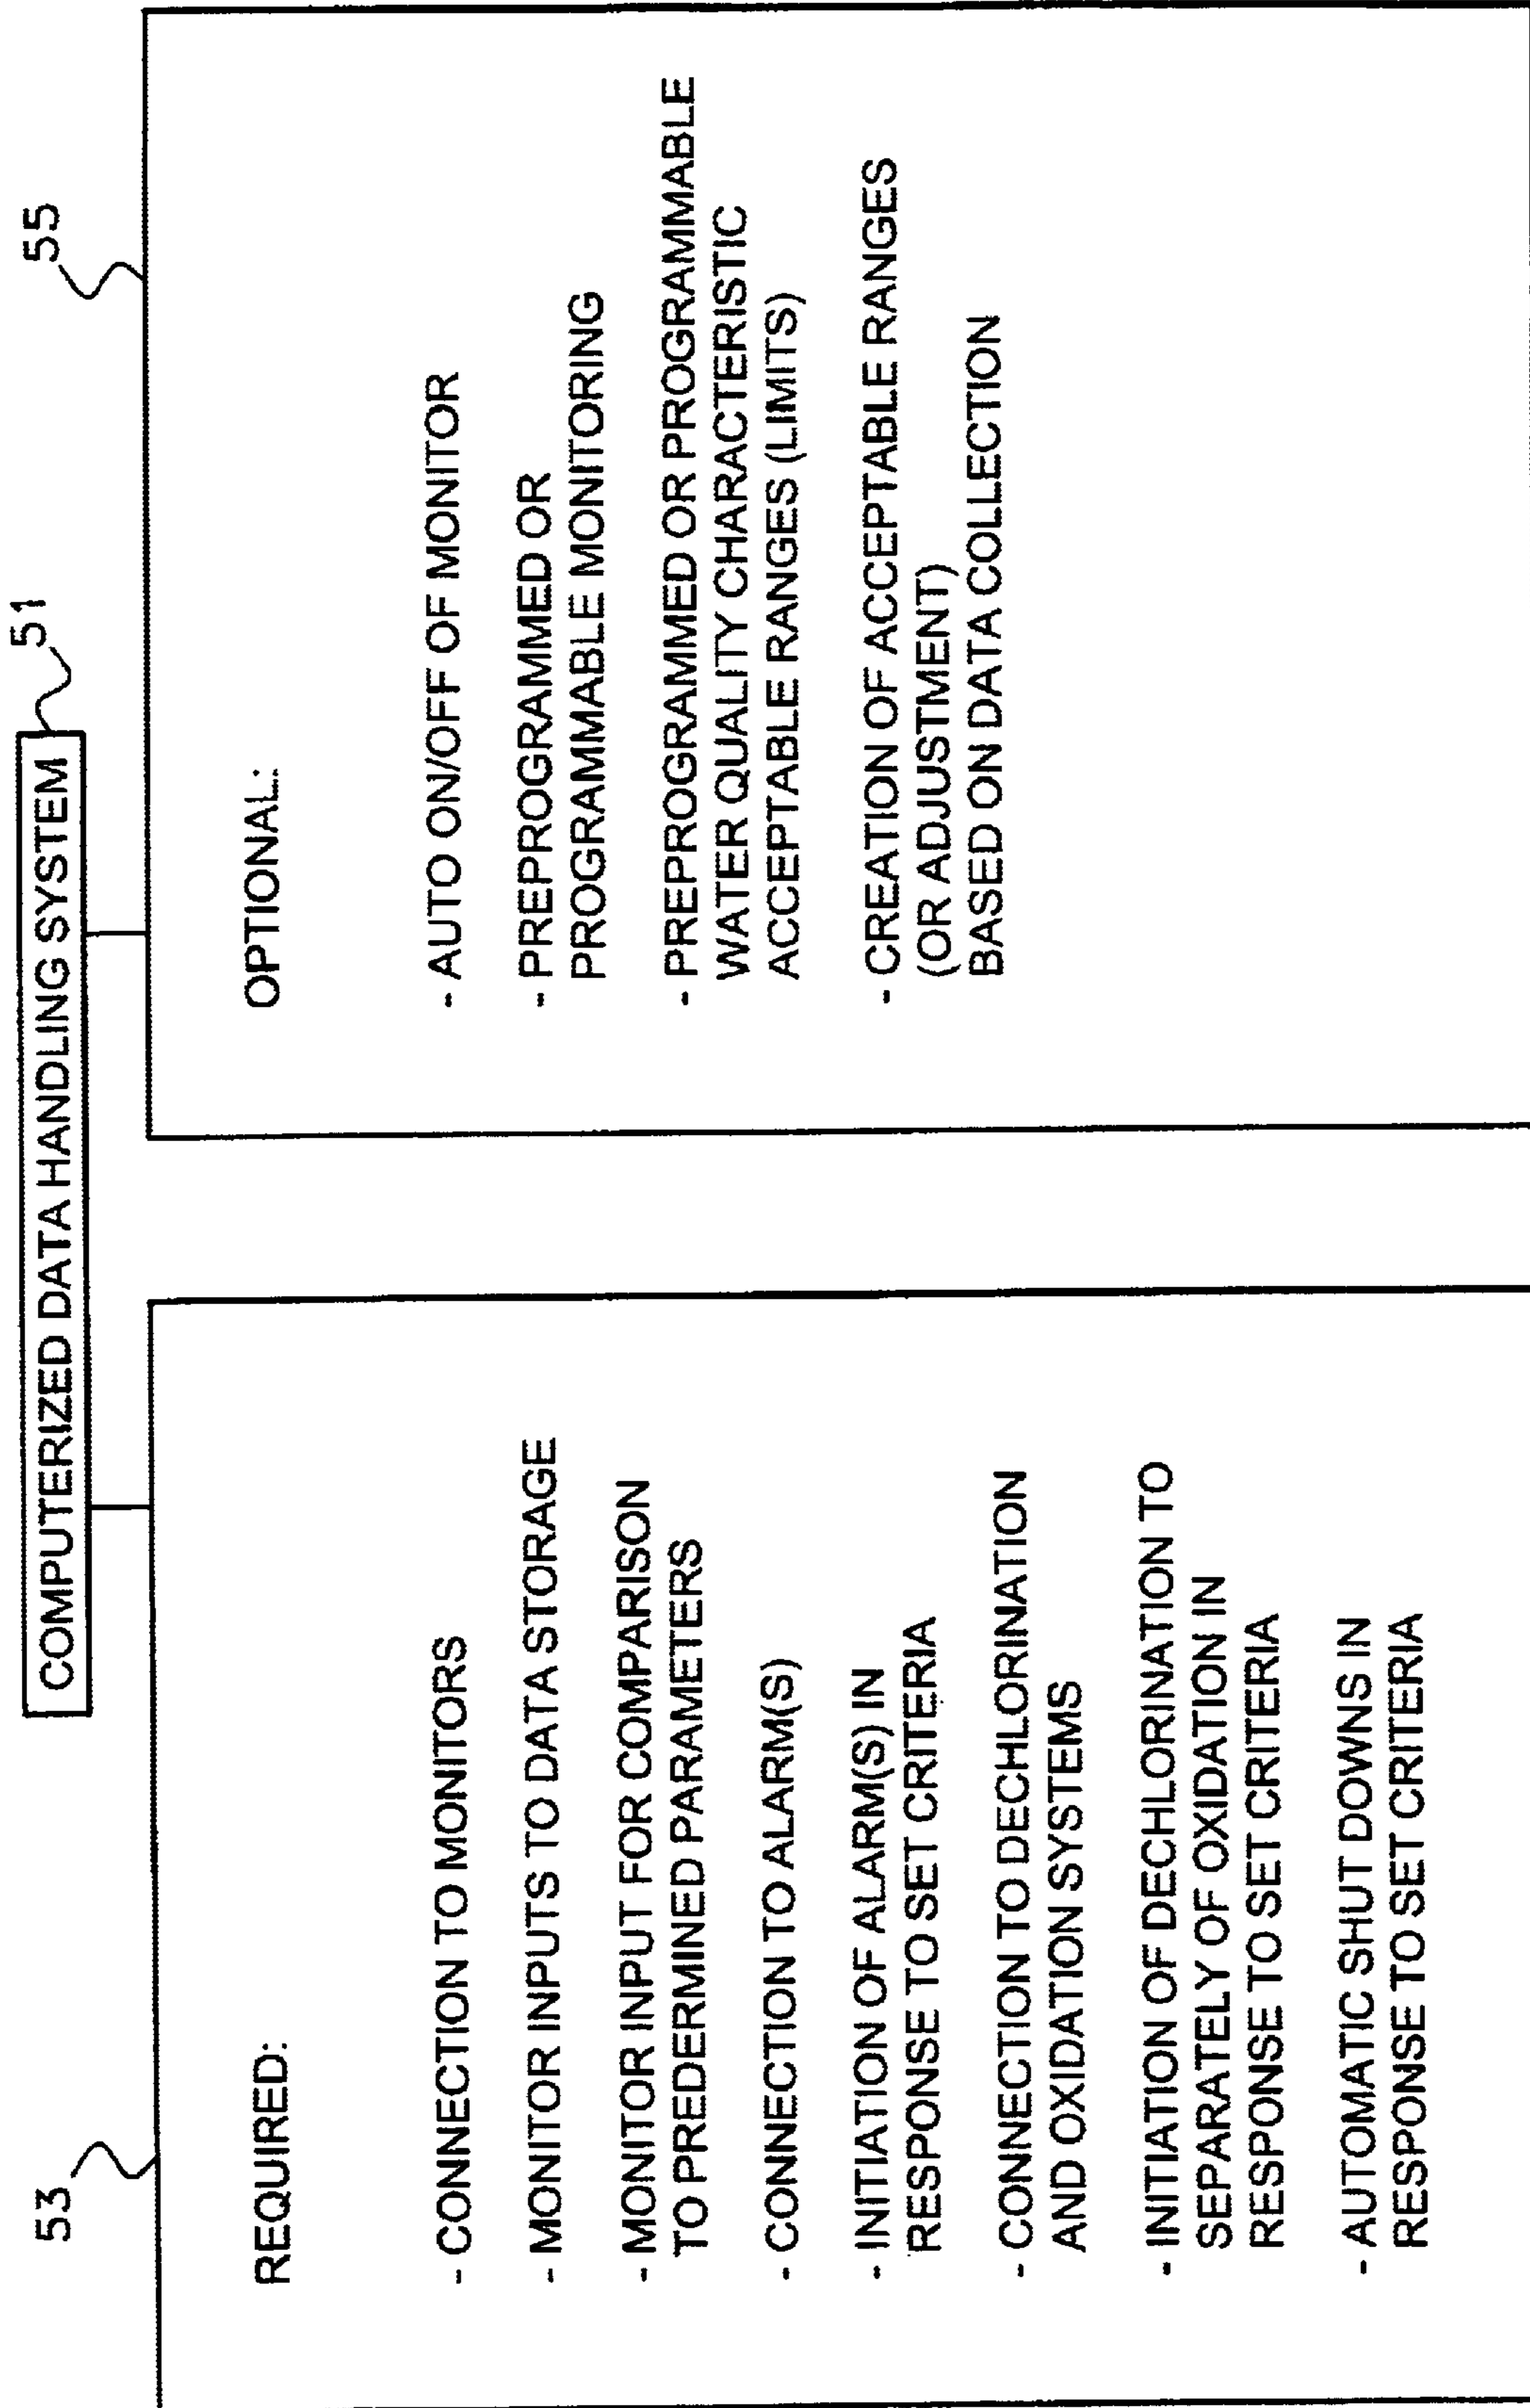 COMPUTERIZED DATA HANDLING SYSTEM
51
53
REQUIRED:
- CONNECTION TO MONITORS
- MONITOR INPUTS TO DATA STORAGE
- MONITOR INPUT FOR COMPARISON
TO PREDERMINED PARAMETERS
- CONNECTION TO ALARM(S)
- INITIATION OF ALARM(S) IN
RESPONSE TO SET CRITERIA
- CONNECTION TO DECHLORINATION
AND OXIDATION SYSTEMS
- INITIATION OF DECHLORINATION TO
SEPARATELY OF OXIDATION IN
RESPONSE TO SET CRITERIA
- AUTOMATIC SHUT DOWNS IN
RESPONSE TO SET CRITERIA
55
OPTIONAL:
- AUTO ON/OFF OF MONITOR
- PREPROGRAMMED OR
PROGRAMMABLE MONITORING
- PREPROGRAMMED OR PROGRAMMABLE
WATER QUALITY CHARACTERISTIC
ACCEPTABLE RANGES (LIMITS)
- CREATION OF ACCEPTABLE RANGES
(OR ADJUSTMENT)
BASED ON DATA COLLECTION